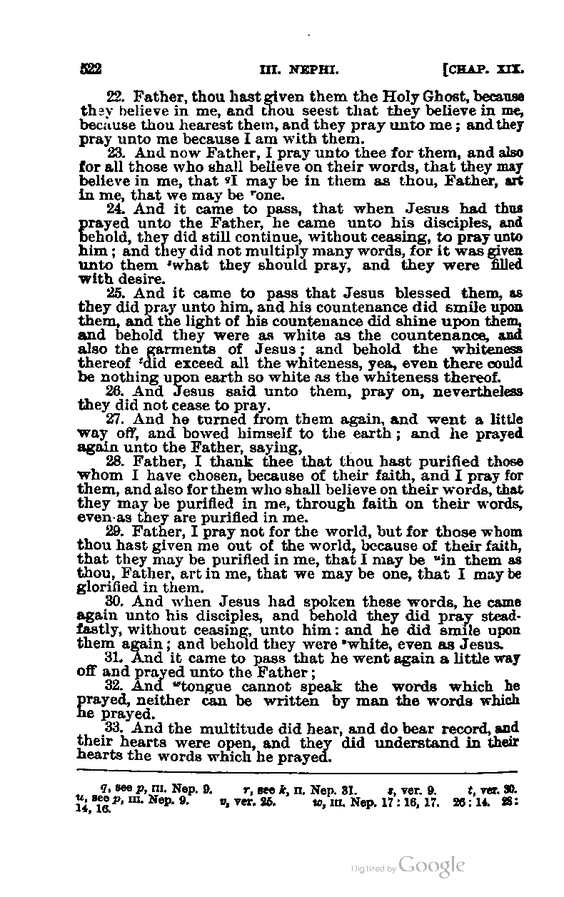 522 III. NEPHI. [CHAP. XIX.
22. Father, thou hast given them the Holy Ghost, because
they believe in me, and thou seest that they believe in me,
because thou hearest them, and they pray unto me; and they
pray unto me because I am with them.
23. And now Father, I pray unto thee for them, and also
for all those who shall believe on their words, that they may
believe in me, that qI may be in them as thou, Father, art
in me, that we may be rone.
24. And it came to pass, that when Jesus had thus
prayed unto the Father, he came unto his disciples, and
behold, they did still continue, without ceasing, to pray unto
him; and they did not multiply many words, for it was given
unto them swhat they should pray, and they were filled
with desire.
25. And it came to pass that Jesus blessed them, as
they did pray unto him, and his countenance did smile upon
them, and the light of his countenance did shine upon them,
and behold they were as white as the countenance, and
also the garments of Jesus; and behold the whiteness
thereof tdid exceed all the whiteness, yea, even there could
be nothing upon earth so white as the whiteness thereof.
26. And Jesus said unto them, pray on, nevertheless
they did not cease to pray.
27. And he turned from them again, and went a little
way off, and bowed himself to the earth; and he prayed
again unto the Father, saying,
28. Father, I thank thee that thou hast purified those
whom I have chosen, because of their faith, and I pray for
them, and also for them who shall believe on their words, that
they may be purified in me, through faith on their words,
even as they are purified in me.
29. Father, I pray not for the world, but for those whom
thou hast given me out of the world, because of their faith,
that they may be purified in me, that I may be uin them as
thou, Father, art in me, that we may be one, that I may be
glorified in them.
30. And when Jesus had spoken these words, he came
again unto his disciples, and behold they did pray stead-
fastly, without ceasing, unto him: and he did smile upon
them again; and behold they were vwhite, even as Jesus.
31. And it came to pass that he went again a little way
off and prayed unto the Father;
32. And wtongue cannot speak the words which he
prayed, neither can be written by man the words which
he prayed.
33. And the multitude did hear, and do bear record, and
their hearts were open, and they did understand in their
hearts the words which he prayed.
q, see p, III. Nep. 9. r, see k, II. Nep. 31. s, ver. 9. t, ver. 30.
u, see p, III. Nep. 9. v, ver. 25. w, III. Nep. 17: 16, 17. 26: 14. 28:
14, 16.
Digitized by Google